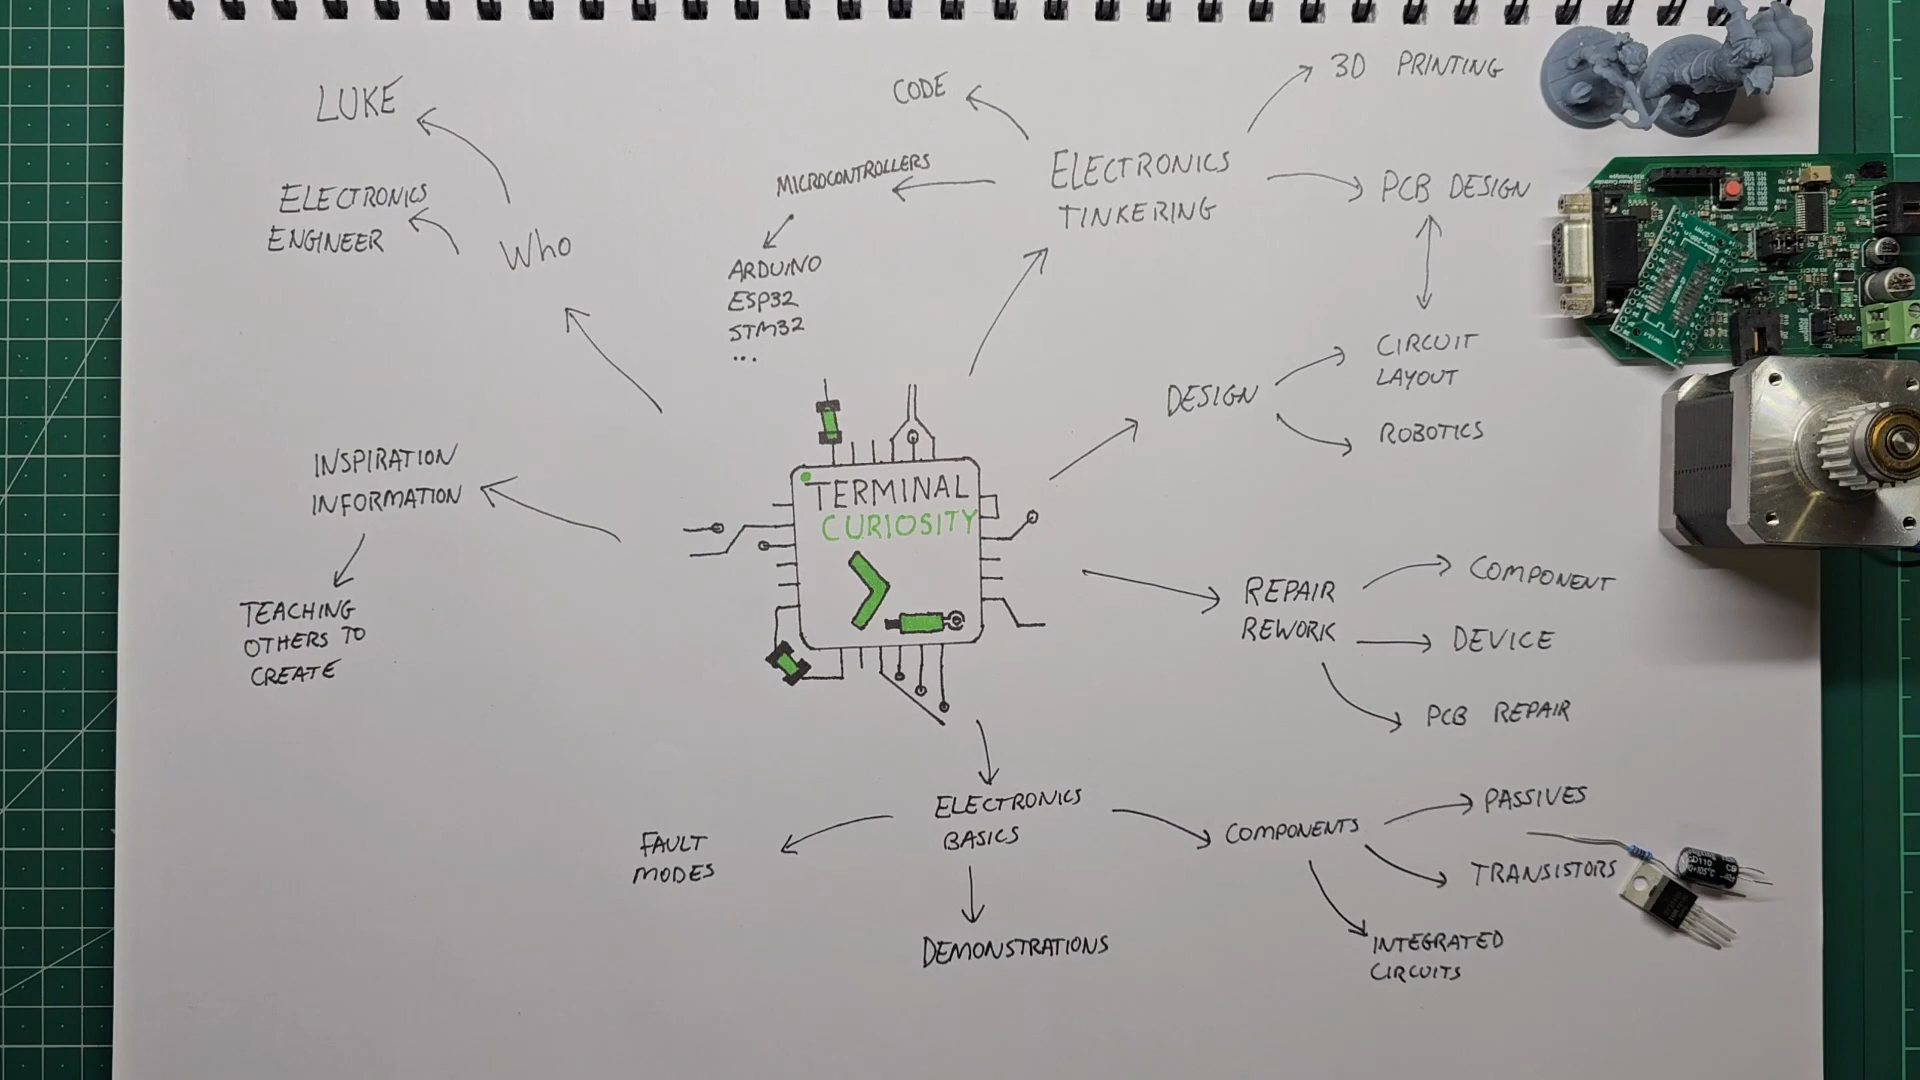 LUKE
ELECTRONICS
ENGINEER
Who
CODE
MICROCONTROLLERS
ARDUINO
ESP32
STM32
...
ELECTRONICS
TINKERING
3D PRINTING
PCB DESIGN
CIRCUIT
LAYOUT
DESIGN
ROBOTICS
INSPIRATION
INFORMATION
TEACHING
OTHERS TO
CREATE
TERMINAL
CURIOSITY
REPAIR
REWORK
COMPONENT
DEVICE
PCB REPAIR
ELECTRONICS
BASICS
FAULT
MODES
DEMONSTRATIONS
COMPONENTS
PASSIVES
TRANSISTORS
INTEGRATED
CIRCUITS